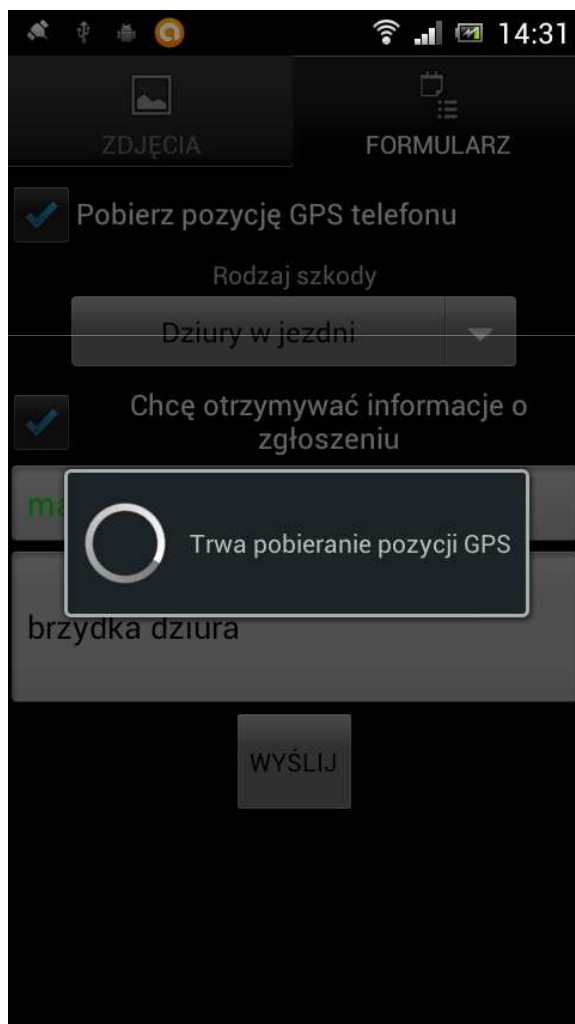 14:31
ZDJĘCIA
FORMULARZ
Pobierz pozycję GPS telefonu
Rodzaj szkody
Dziury w jezdni
Chcę otrzymywać informacje o
zgłoszeniu
Trwa pobieranie pozycji GPS
brzydka dziura
WYŚLIJ